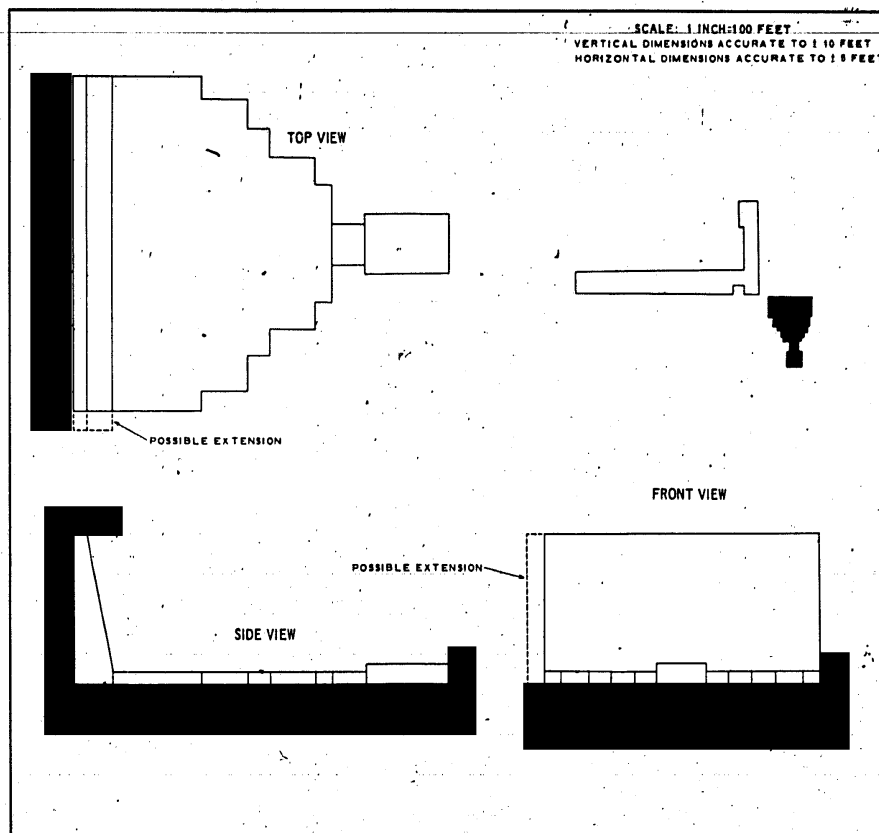 SCALE: 1 INCH=100 FEET
VERTICAL DIMENSIONS ACCURATE TO ± 10 FEET
HORIZONTAL DIMENSIONS ACCURATE TO ± 5 FEET
TOP VIEW
POSSIBLE EXTENSION
FRONT VIEW
POSSIBLE EXTENSION
SIDE VIEW